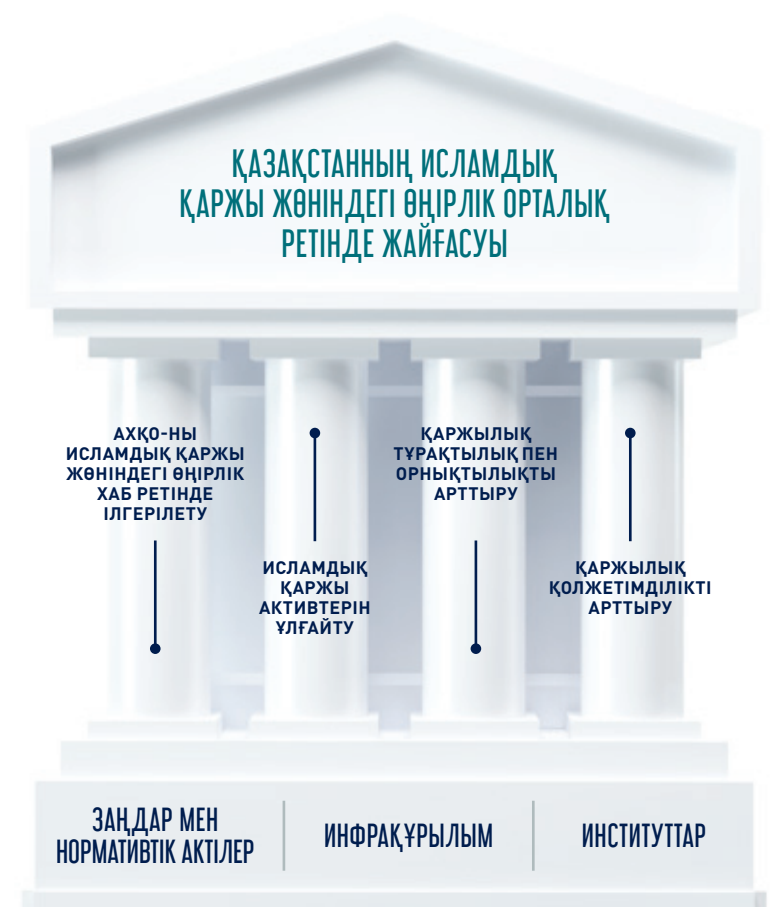 ҚАЗАҚСТАННЫҢ ИСЛАМДЫҚ
ҚАРЖЫ ЖӨНІНДЕГІ ӨҢІРЛІК ОРТАЛЫҚ
РЕТІНДЕ ЖАЙҒАСУЫ
АХҚО-НЫ
ИСЛАМДЫҚ ҚАРЖЫ
ЖӨНІНДЕГІ ӨҢІРЛІК
ХАБ РЕТІНДЕ
ІЛГЕРІЛЕТУ
ИСЛАМДЫҚ
ҚАРЖЫ
АКТИВТЕРІН
ҰЛҒАЙТУ
ҚАРЖЫЛЫҚ
ТҰРАҚТЫЛЫҚ ПЕН
ОРНЫҚТЫЛЫҚТЫ
АРТТЫРУ
ҚАРЖЫЛЫҚ
ҚОЛЖЕТІМДІЛІКТІ
АРТТЫРУ
ЗАҢДАР МЕН
НОРМАТИВТІК АКТІЛЕР
ИНФРАҚҰРЫЛЫМ
ИНСТИТУТТАР